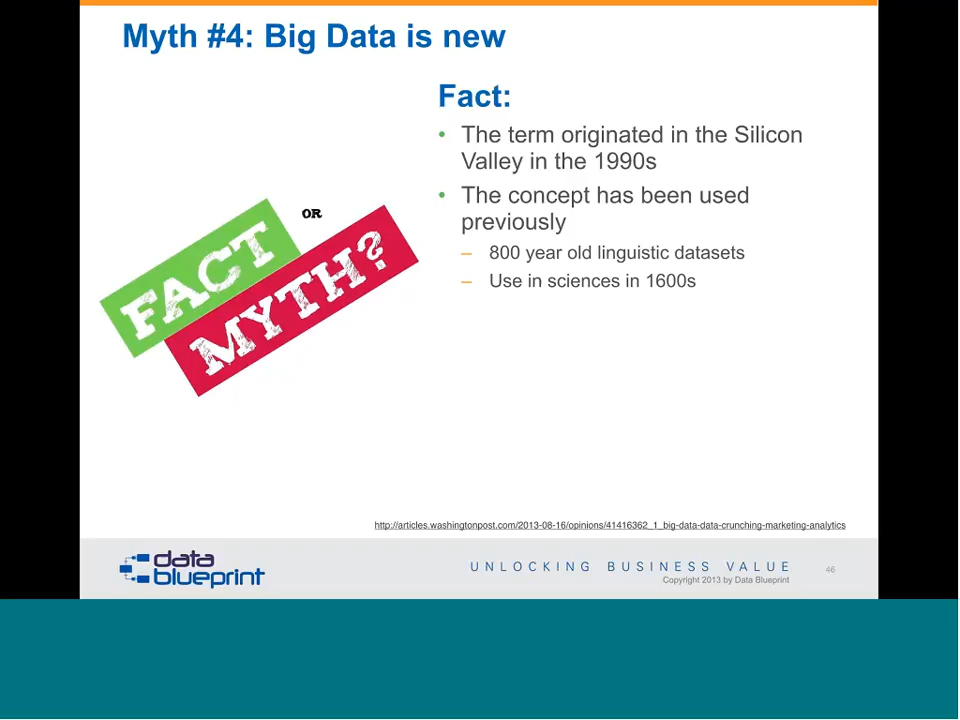 Myth #4: Big Data is new
Fact:
• The term originated in the Silicon
Valley in the 1990s
• The concept has been used
previously
– 800 year old linguistic datasets
– Use in sciences in 1600s
OR
FACT
MYTH?
http://articles.washingtonpost.com/2013-08-16/opinions/41416362_1_big-data-data-crunching-marketing-analytics
data
blueprint
UNLOCKING BUSINESS VALUE
Copyright 2013 by Data Blueprint
46